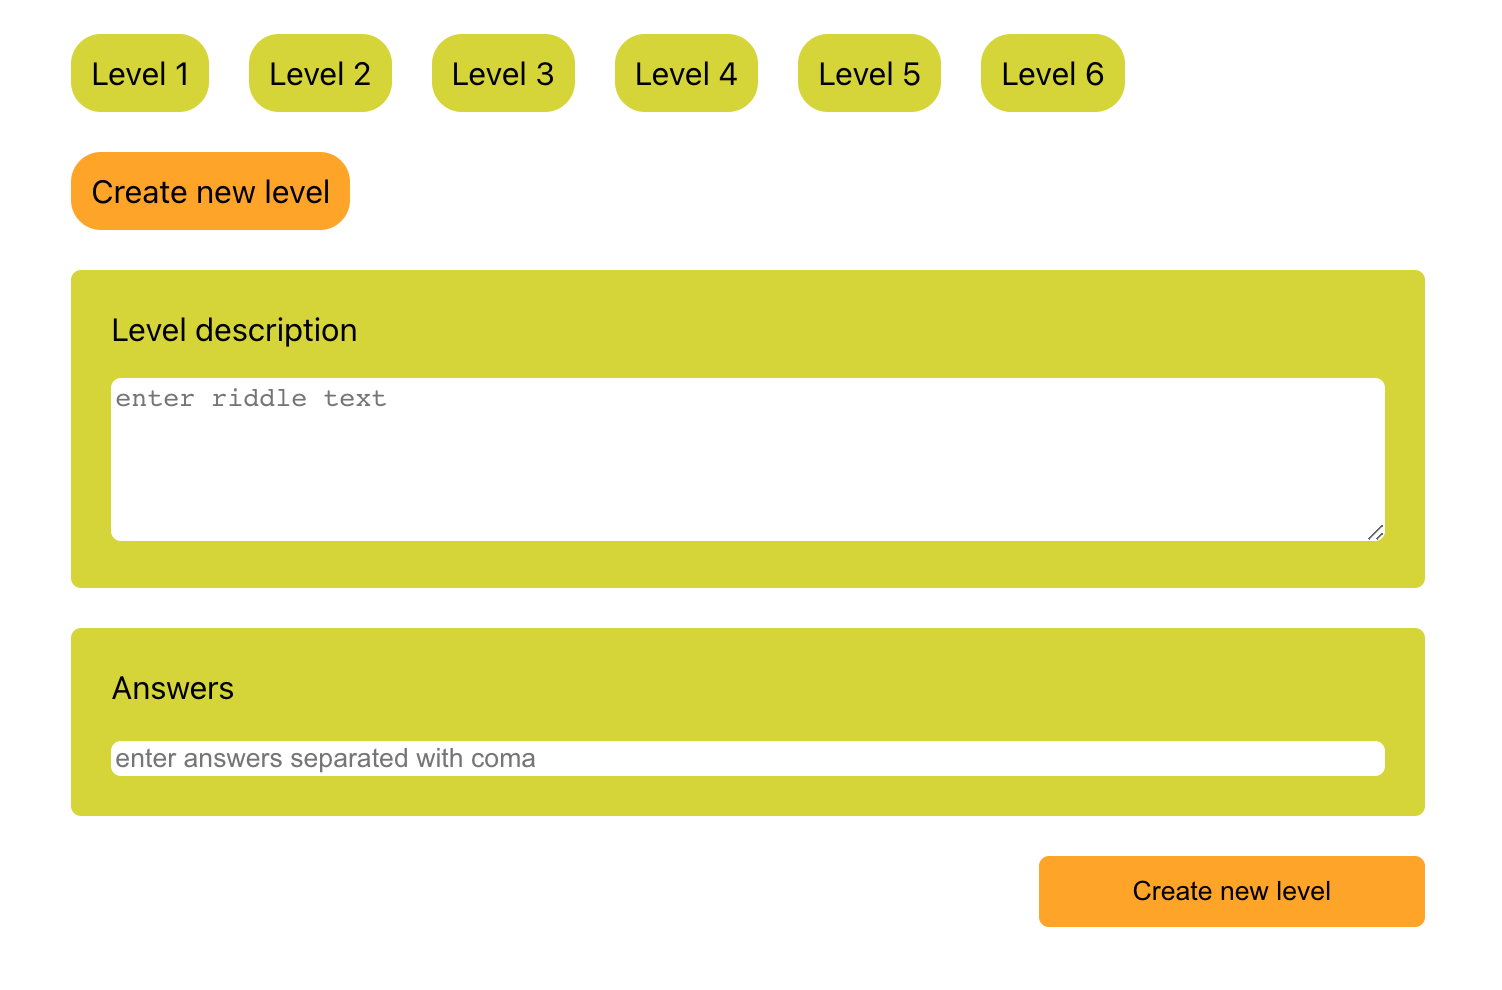 Level 1 Level 2 Level 3 Level 4 Level 5 Level 6
Create new level
Level description
enter riddle text
Answers
enter answers separated with coma
Create new level